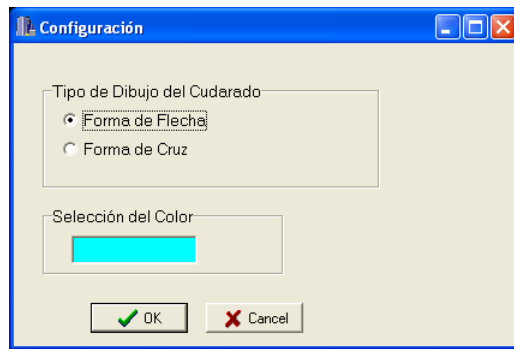 Configuración
Tipo de Dibujo del Cudarado
Forma de Flecha
Forma de Cruz
Selección del Color
OK
Cancel